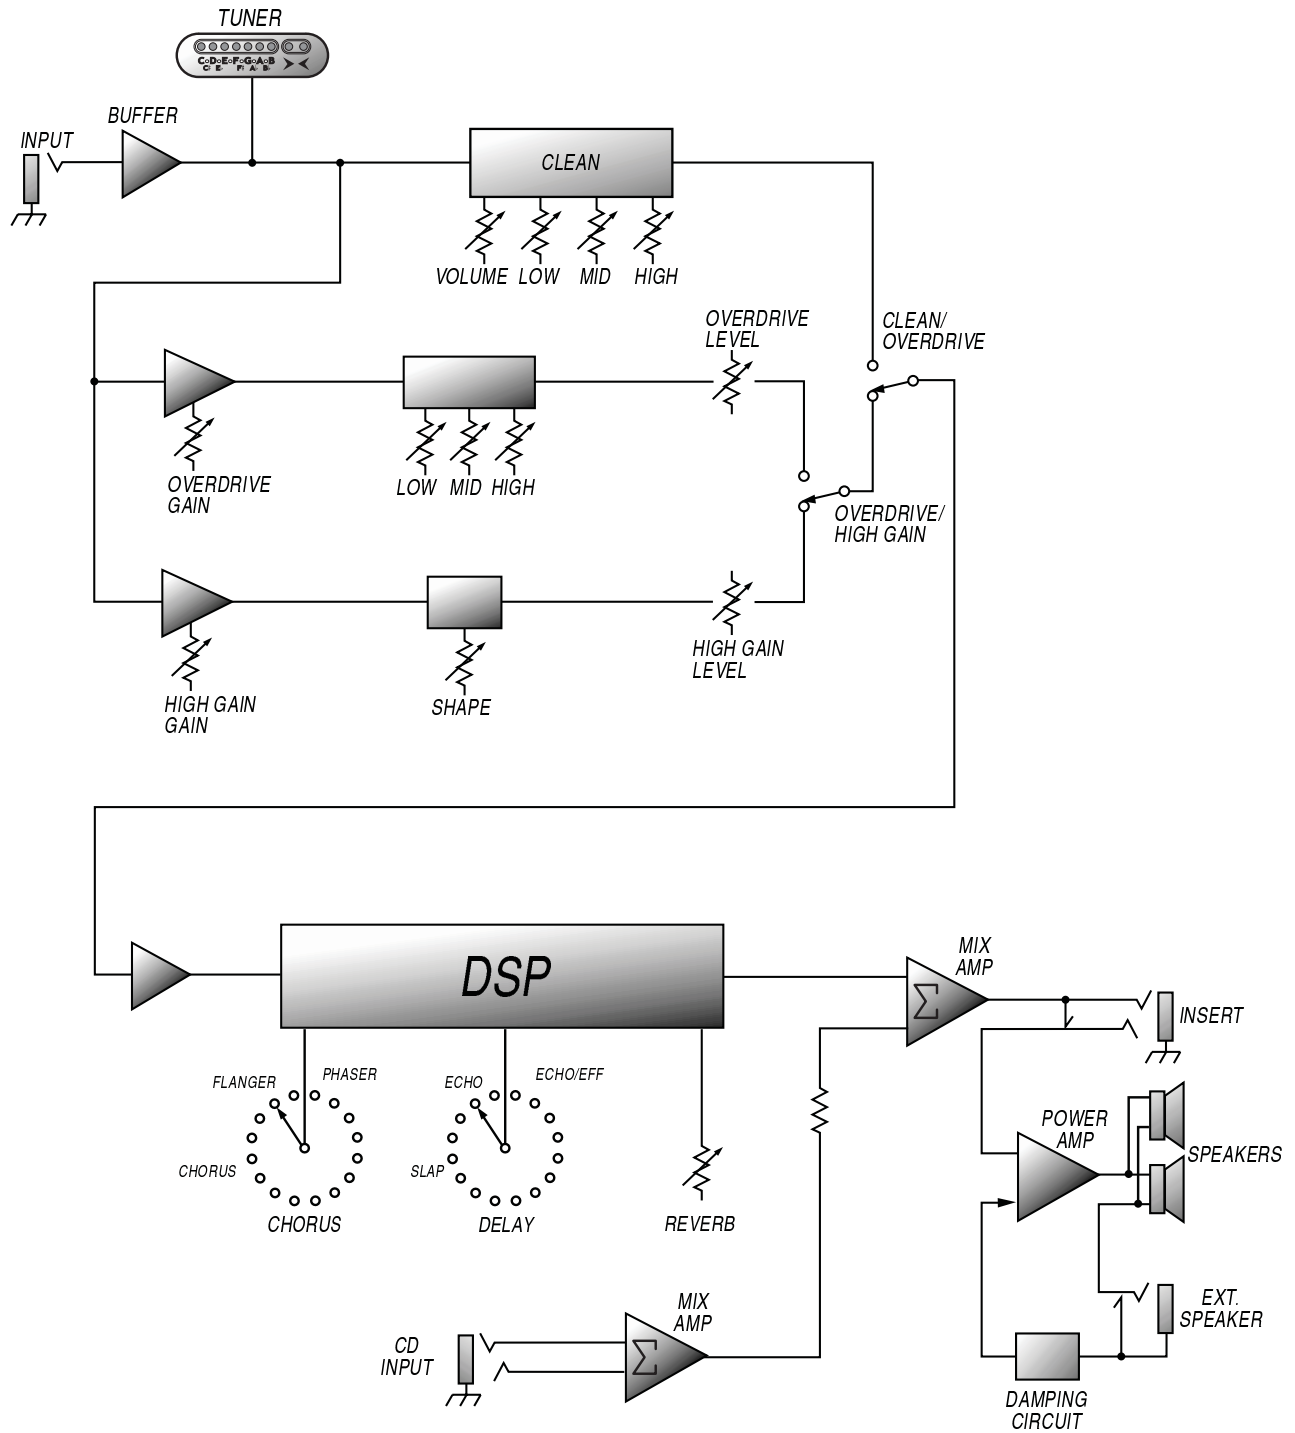 TUNER
C D E F G A B
C♯ E♭ F♯ A♭ B♭
BUFFER
INPUT
CLEAN
VOLUME LOW MID HIGH
OVERDRIVE
LEVEL
CLEAN/
OVERDRIVE
OVERDRIVE
GAIN
LOW MID HIGH
OVERDRIVE/
HIGH GAIN
HIGH GAIN
LEVEL
HIGH GAIN
GAIN
SHAPE
DSP
MIX
AMP
INSERT
FLANGER
PHASER
CHORUS
CHORUS
ECHO
ECHO/EFF
SLAP
DELAY
REVERB
POWER
AMP
SPEAKERS
MIX
AMP
Σ
CD
INPUT
Σ
EXT.
SPEAKER
DAMPING
CIRCUIT